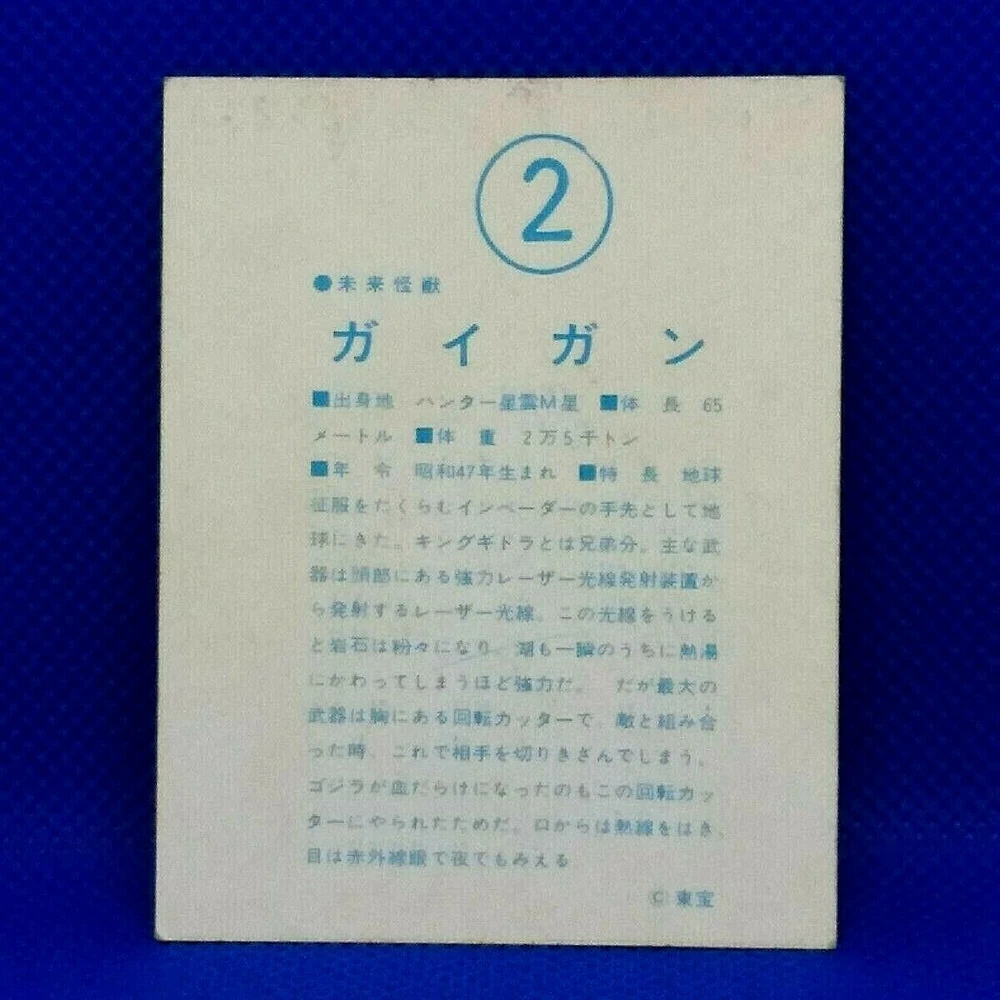 2
●未来怪獣
ガイガン
■出身地 ハンター星雲M星 ■体 長 65
メートル ■体 重 2万5千トン
■年 令 昭和47年生まれ ■特 長 地球
征服をたくらむインベーダーの手先として地
球にきた。キングギドラとは兄弟分。主な武
器は頭部にある強力レーザー光線発射装置か
ら発射するレーザー光線。この光線をうける
と岩石は粉々になり、湖も一瞬のうちに熱湯
にかわってしまうほど強力だ。 だが最大の
武器は胸にある回転カッターで、敵と組み合
った時、これで相手を切りきざんでしまう。
ゴジラが血だらけになったのもこの回転カッ
ターにやられたためだ。口からは熱線をはき、
目は赤外線眼で夜でもみえる
©東宝